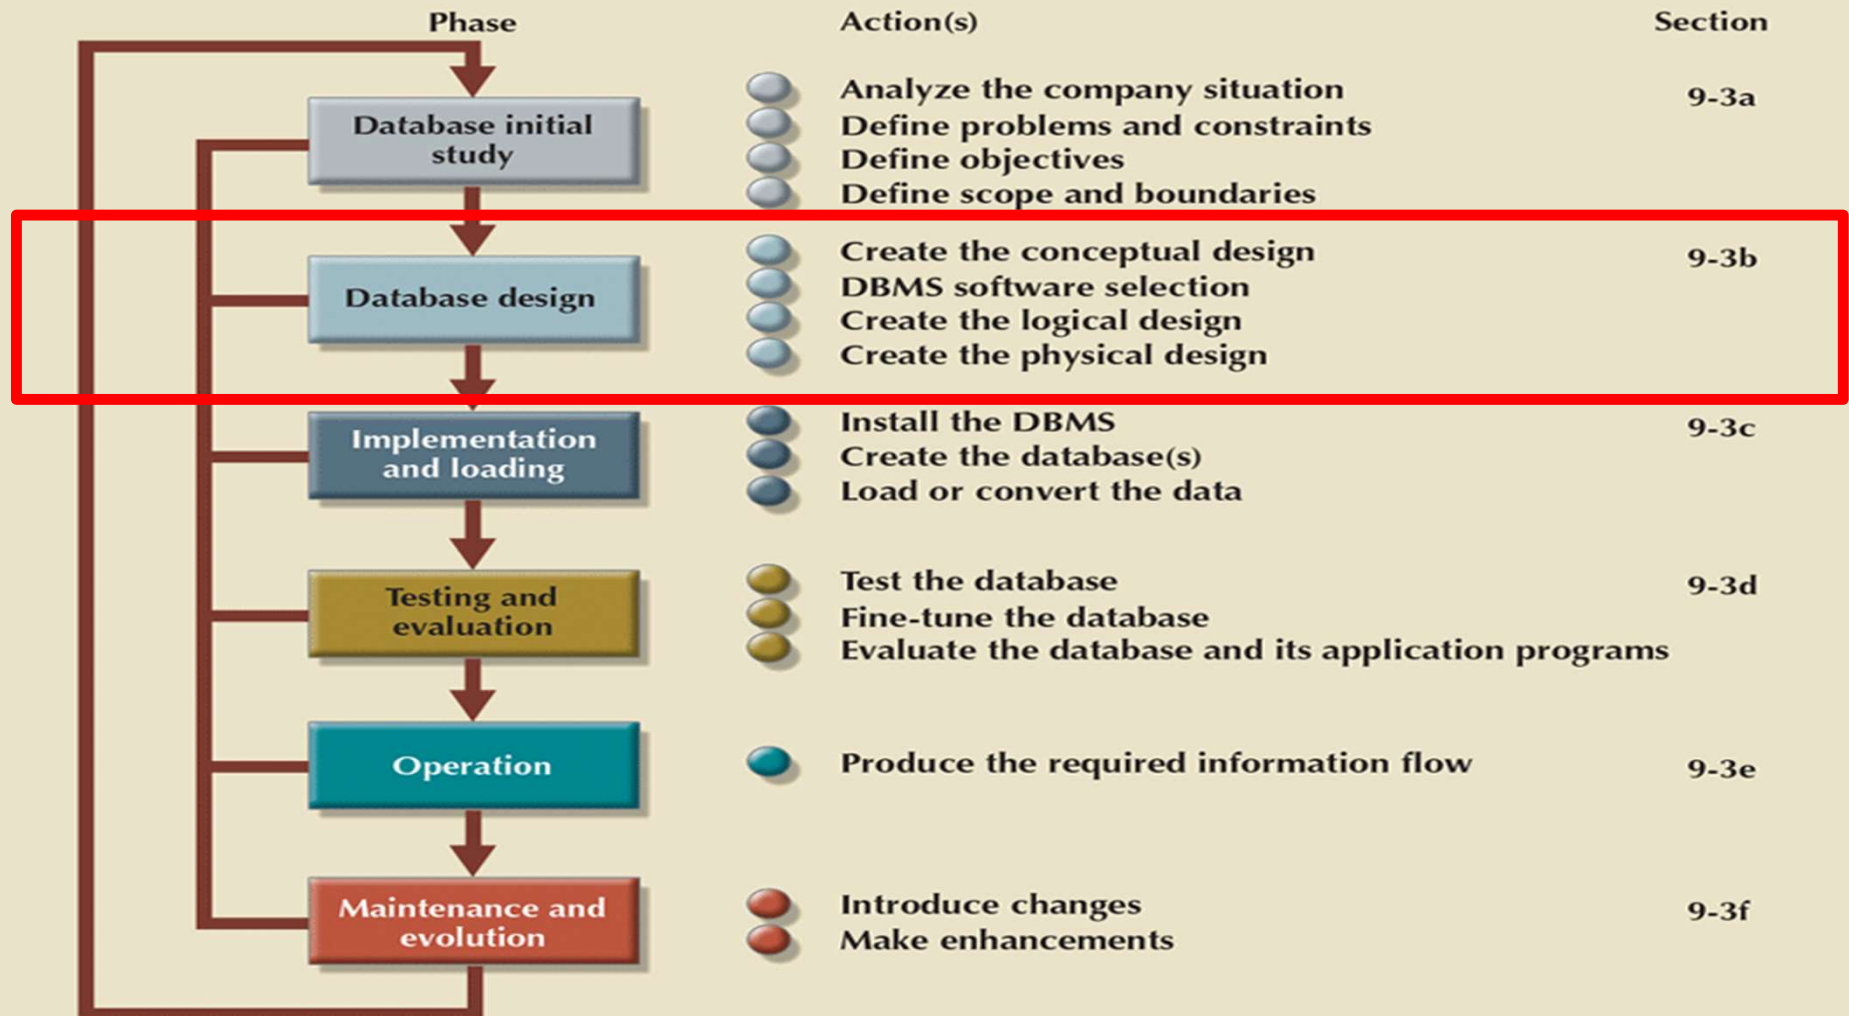 Phase Action(s) Section
Database initial
study
Analyze the company situation 9-3a
Define problems and constraints
Define objectives
Define scope and boundaries
Database design
Create the conceptual design 9-3b
DBMS software selection
Create the logical design
Create the physical design
Implementation
and loading
Install the DBMS 9-3c
Create the database(s)
Load or convert the data
Testing and
evaluation
Test the database 9-3d
Fine-tune the database
Evaluate the database and its application programs
Operation
Produce the required information flow 9-3e
Maintenance and
evolution
Introduce changes 9-3f
Make enhancements